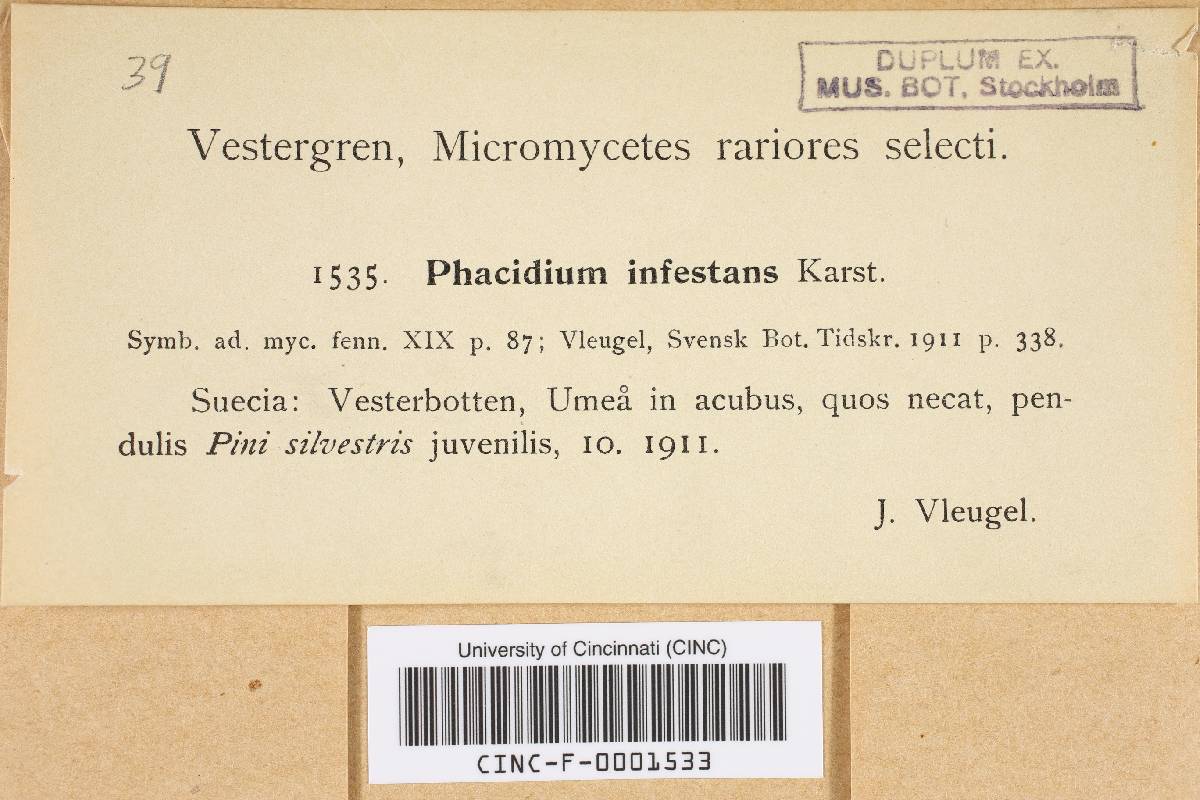 39
DUPLUM EX.
MUS. BOT. Stockholm
Vestergren, Micromycetes rariores selecti.
1535. Phacidium infestans Karst.
Symb. ad. myc. fenn. XIX p. 87; Vleugel, Svensk Bot. Tidskr. 1911 p. 338.
Suecia: Vesterbotten, Umeå in acubus, quos necat, pen-
dulis Pini silvestris juvenilis, 10. 1911.
J. Vleugel.
University of Cincinnati (CINC)
CINC-F-0001533